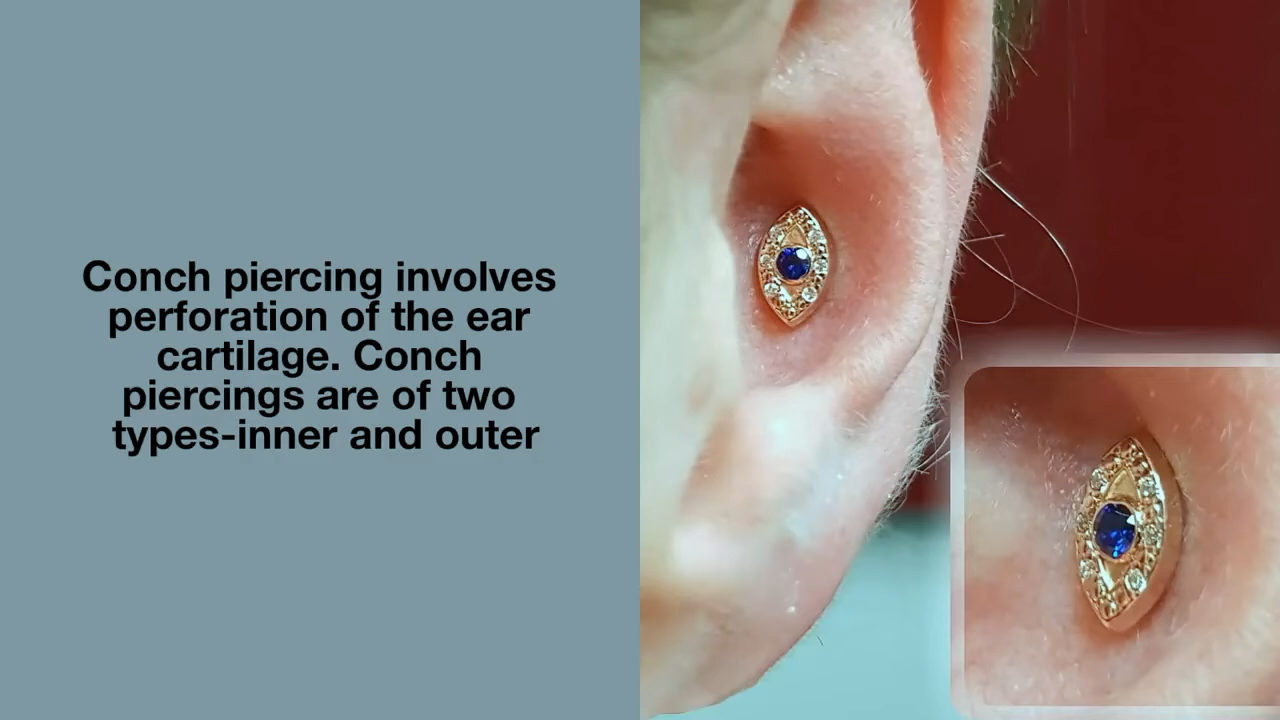 Conch piercing involves
perforation of the ear
cartilage. Conch
piercings are of two
types-inner and outer